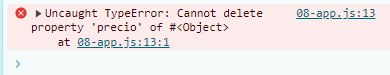 Uncaught TypeError: Cannot delete 08-app.js:13
property 'precio' of #<Object>
at 08-app.js:13:1